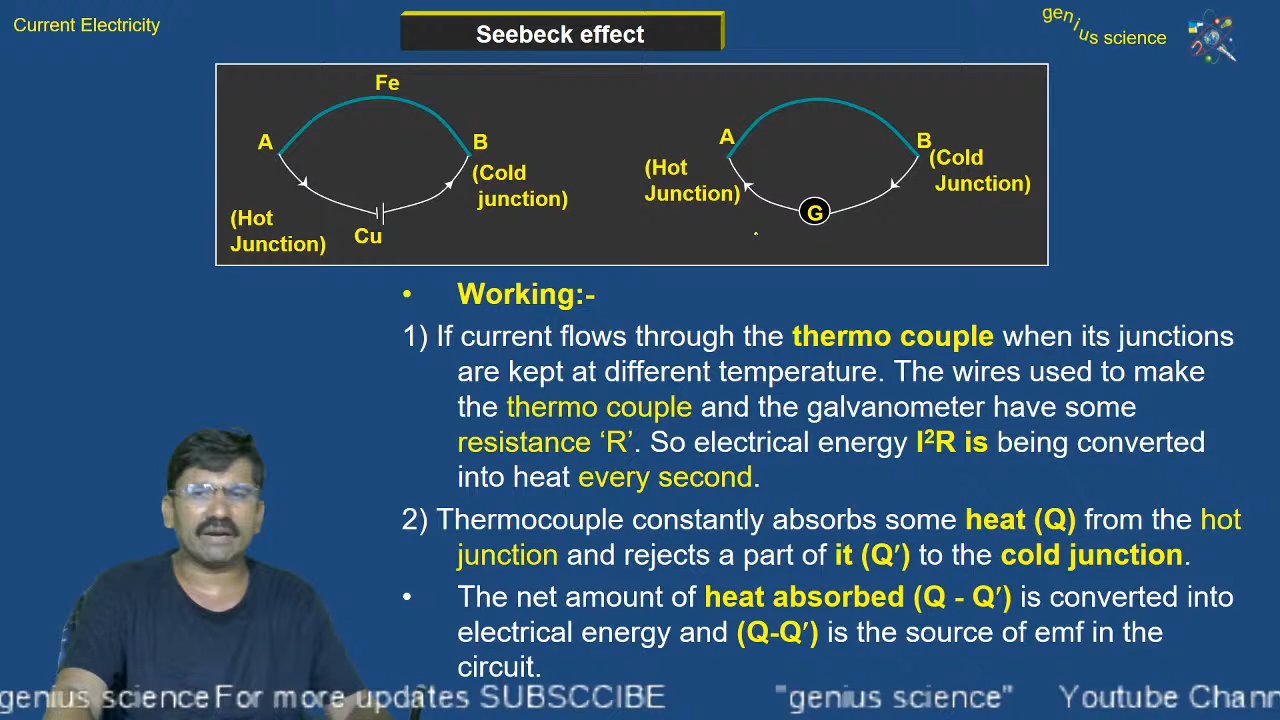 Current Electricity
Seebeck effect
genius science
Fe
A
B
(Cold
junction)
(Hot
Junction)
Cu
A
B
(Hot
Junction)
(Cold
Junction)
G
• Working:-
1) If current flows through the thermo couple when its junctions
are kept at different temperature. The wires used to make
the thermo couple and the galvanometer have some
resistance ‘R’. So electrical energy I²R is being converted
into heat every second.
2) Thermocouple constantly absorbs some heat (Q) from the hot
junction and rejects a part of it (Q′) to the cold junction.
• The net amount of heat absorbed (Q - Q′) is converted into
electrical energy and (Q-Q′) is the source of emf in the
circuit.
genius science For more updates SUBSCCIBE "genius science" Youtube Chann